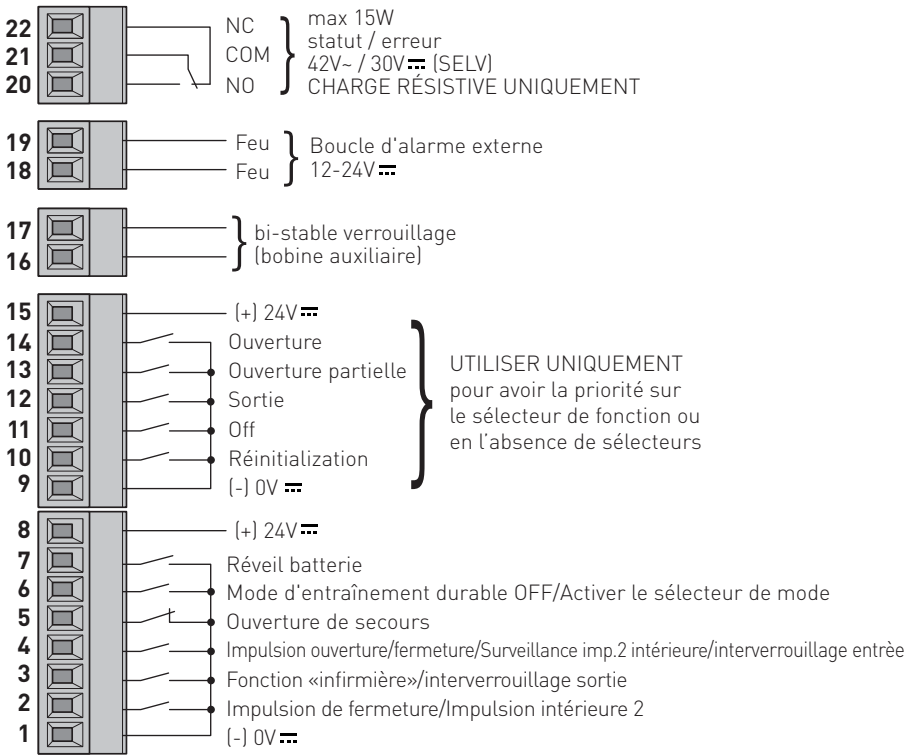 22 NC
21 COM
20 NO
max 15W
statut / erreur
42V~ / 30V⎓ (SELV)
CHARGE RÉSISTIVE UNIQUEMENT
19 Feu
18 Feu
Boucle d'alarme externe
12-24V⎓
17
16
bi-stable verrouillage
(bobine auxiliaire)
15 (+) 24V⎓
14 Ouverture
13 Ouverture partielle
12 Sortie
11 Off
10 Réinitialization
9 (-) 0V⎓
UTILISER UNIQUEMENT
pour avoir la priorité sur
le sélecteur de fonction ou
en l'absence de sélecteurs
8 (+) 24V⎓
7 Réveil batterie
6 Mode d'entraînement durable OFF/Activer le sélecteur de mode
5 Ouverture de secours
4 Impulsion ouverture/fermeture/Surveillance imp.2 intérieure/interverrouillage entrèe
3 Fonction «infirmière»/interverrouillage sortie
2 Impulsion de fermeture/Impulsion intérieure 2
1 (-) 0V⎓